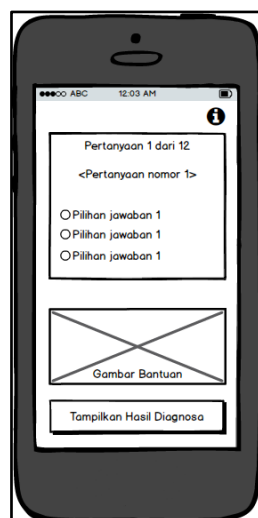 ABC 12:03 AM
Pertanyaan 1 dari 12
<Pertanyaan nomor 1>
Pilihan jawaban 1
Pilihan jawaban 1
Pilihan jawaban 1
Gambar Bantuan
Tampilkan Hasil Diagnosa